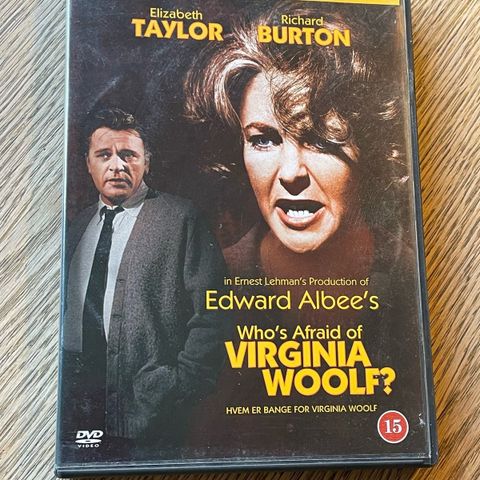 Elizabeth
TAYLOR
Richard
BURTON
in Ernest Lehman's Production of
Edward Albee's
Who's Afraid of
VIRGINIA
WOOLF?
HVEM ER BANGE FOR VIRGINIA WOOLF
DVD
VIDEO
15